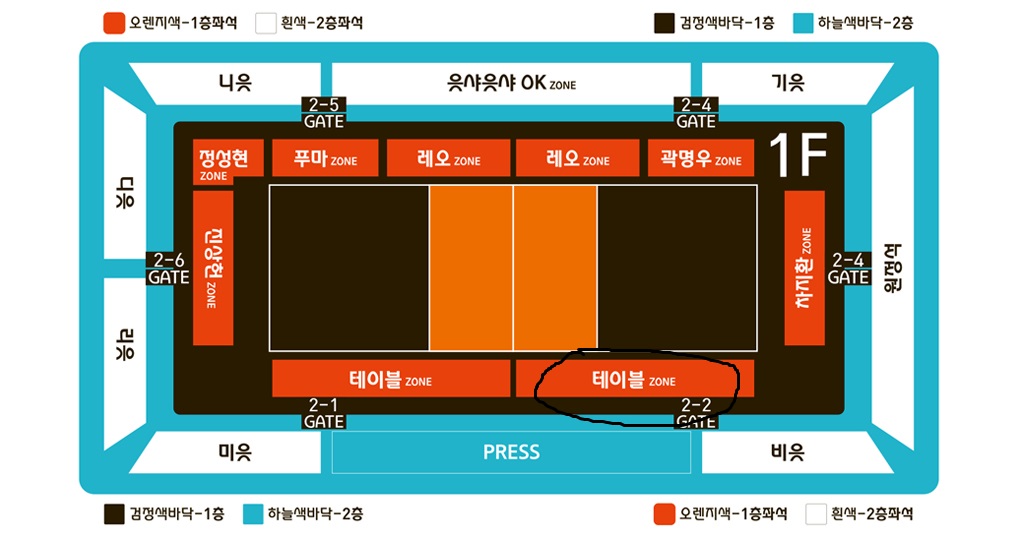 오렌지색-1층좌석 흰색-2층좌석 검정색바닥-1층 하늘색바닥-2층
니읏 읏샤읏샤 OK ZONE 기읏
2-5 GATE
2-4 GATE
정성현 ZONE
푸마 ZONE
레오 ZONE
레오 ZONE
곽명우 ZONE
1F
디읏
진상헌 ZONE
차지환 ZONE
원정석
2-6 GATE
2-4 GATE
리읏
테이블 ZONE
테이블 ZONE
2-1 GATE
2-2 GATE
미읏 PRESS 비읏
검정색바닥-1층 하늘색바닥-2층 오렌지색-1층좌석 흰색-2층좌석